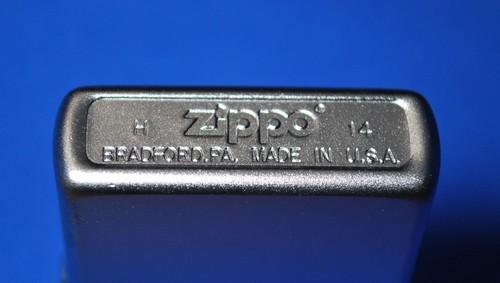 H zippo® 14
BRADFORD.PA. MADE IN U.S.A.